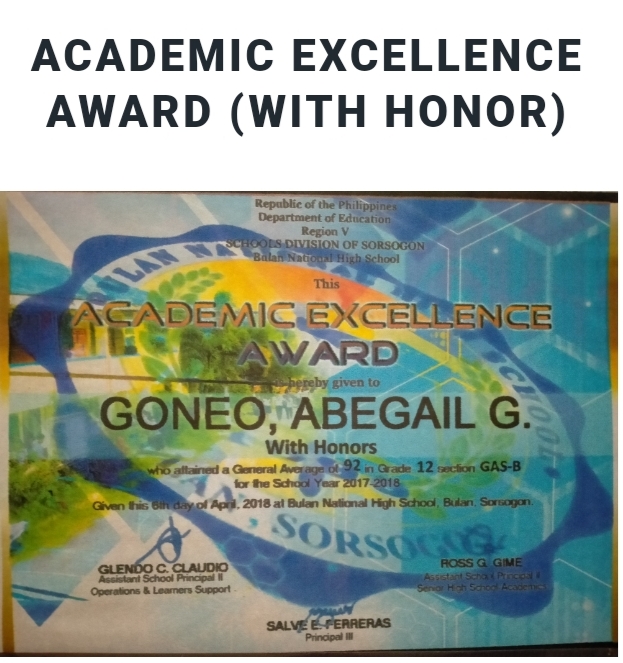 ACADEMIC EXCELLENCE
AWARD (WITH HONOR)
Republic of the Philippines
Department of Education
Region V
SCHOOLS DIVISION OF SORSOGON
Bulan National High School
This
ACADEMIC EXCELLENCE
AWARD
is hereby given to
GONEO, ABEGAIL G.
With Honors
who attained a General Average of 92 in Grade 12 section GAS-B
for the School Year 2017-2018
Given this 6th day of April, 2018 at Bulan National High School, Bulan, Sorsogon.
GLENDO C. CLAUDIO
Assistant School Principal II
Operations & Learners Support
ROSS G. GIME
Assistant School Principal II
Senior High School Academics
SALVE E. FERRERAS
Principal III
BULAN NA
SCHOOL
SORSOGON